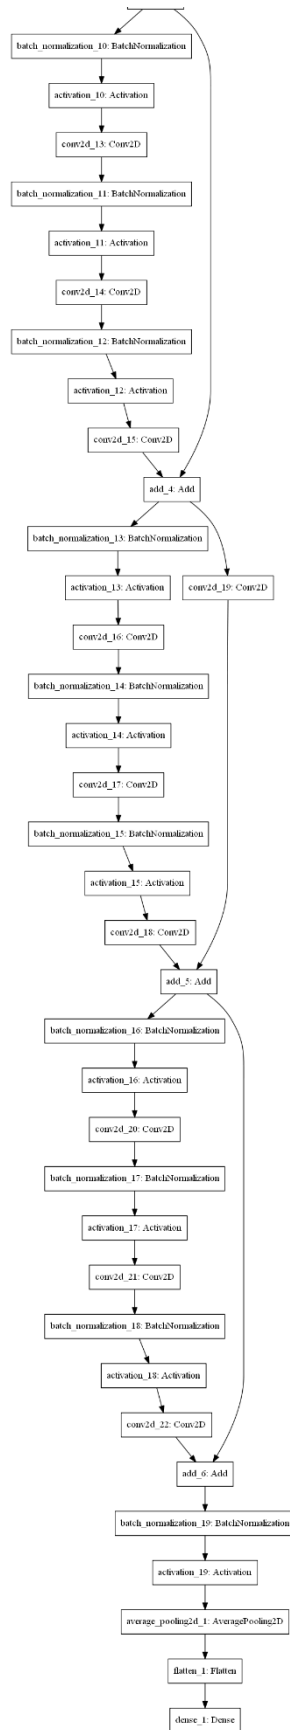 batch_normalization_10: BatchNormalization
activation_10: Activation
conv2d_13: Conv2D
batch_normalization_11: BatchNormalization
activation_11: Activation
conv2d_14: Conv2D
batch_normalization_12: BatchNormalization
activation_12: Activation
conv2d_15: Conv2D
add_4: Add
batch_normalization_13: BatchNormalization
activation_13: Activation
conv2d_19: Conv2D
conv2d_16: Conv2D
batch_normalization_14: BatchNormalization
activation_14: Activation
conv2d_17: Conv2D
batch_normalization_15: BatchNormalization
activation_15: Activation
conv2d_18: Conv2D
add_5: Add
batch_normalization_16: BatchNormalization
activation_16: Activation
conv2d_20: Conv2D
batch_normalization_17: BatchNormalization
activation_17: Activation
conv2d_21: Conv2D
batch_normalization_18: BatchNormalization
activation_18: Activation
conv2d_22: Conv2D
add_6: Add
batch_normalization_19: BatchNormalization
activation_19: Activation
average_pooling2d_1: AveragePooling2D
flatten_1: Flatten
dense_1: Dense